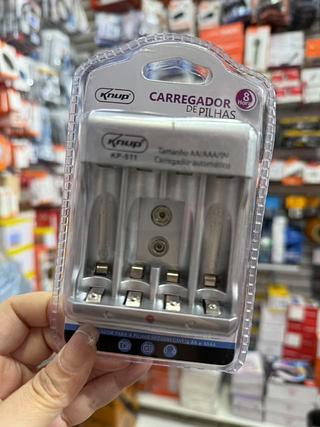 Knup
CARREGADOR
DE PILHAS
8
Knup
KP-511
Tamanho AA/AAA/9V
Carregador automático